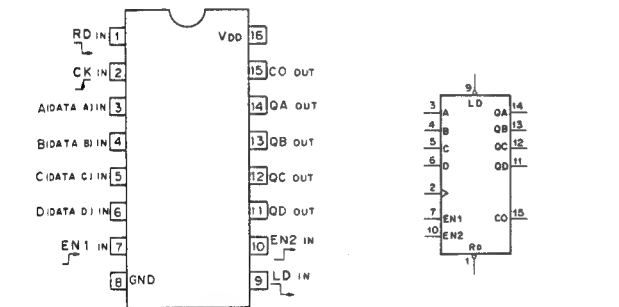 RD IN 1
VDD 16
CK IN 2
15 CO OUT
A(DATA A) IN 3
14 QA OUT
B(DATA B) IN 4
13 QB OUT
C(DATA C) IN 5
12 QC OUT
D(DATA D) IN 6
11 QD OUT
EN1 IN 7
10 EN2 IN
8 GND
9 LD IN
9
LD
3 A
QA 14
4 B
QB 13
5 C
QC 12
6 D
QD 11
2
7 EN1
CO 15
10 EN2
RD
1